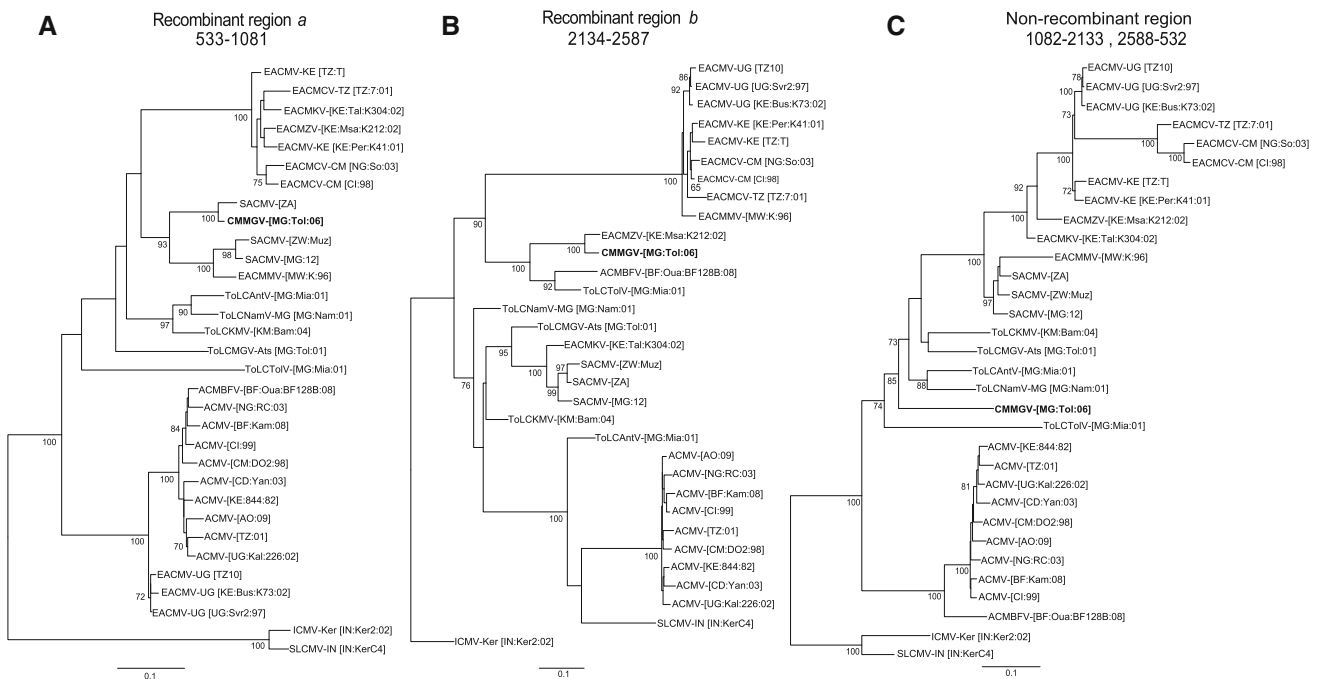 A
Recombinant region a
533-1081
EACMV-KE [TZ:T]
EACMCV-TZ [TZ:7:01]
EACMKV-[KE:Tal:K304:02]
EACMZV-[KE:Msa:K212:02]
EACMV-KE [KE:Per:K41:01]
100
EACMCV-CM [NG:So:03]
75
EACMCV-CM [CI:98]
SACMV-[ZA]
100
CMMGV-[MG:Tol:06]
93
SACMV-[ZW:Muz]
98
SACMV-[MG:12]
100
EACMMV-[MW:K:96]
ToLCAntV-[MG:Mia:01]
90
ToLCNamV-MG [MG:Nam:01]
97
ToLCKMV-[KM:Bam:04]
ToLCMGV-Ats [MG:Tol:01]
ToLCTolV-[MG:Mia:01]
ACMBFV-[BF:Oua:BF128B:08]
ACMV-[NG:RC:03]
84
ACMV-[BF:Kam:08]
ACMV-[CI:99]
100
ACMV-[CM:DO2:98]
100
ACMV-[CD:Yan:03]
ACMV-[KE:844:82]
ACMV-[AO:09]
ACMV-[TZ:01]
100
70
ACMV-[UG:Kal:226:02]
EACMV-UG [TZ10]
72
EACMV-UG [KE:Bus:K73:02]
EACMV-UG [UG:Svr2:97]
ICMV-Ker [IN:Ker2:02]
100
SLCMV-IN [IN:KerC4]
0.1
B
Recombinant region b
2134-2587
EACMV-UG [TZ10]
86
EACMV-UG [UG:Svr2:97]
92
EACMV-UG [KE:Bus:K73:02]
EACMV-KE [KE:Per:K41:01]
EACMV-KE [TZ:T]
EACMCV-CM [NG:So:03]
100
EACMCV-CM [CI:98]
65
EACMCV-TZ [TZ:7:01]
EACMMV-[MW:K:96]
90
EACMZV-[KE:Msa:K212:02]
100
CMMGV-[MG:Tol:06]
100
ACMBFV-[BF:Oua:BF128B:08]
92
ToLCTolV-[MG:Mia:01]
ToLCNamV-MG [MG:Nam:01]
ToLCMGV-Ats [MG:Tol:01]
95
EACMKV-[KE:Tal:K304:02]
97
SACMV-[ZW:Muz]
100
SACMV-[ZA]
76
99
SACMV-[MG:12]
ToLCKMV-[KM:Bam:04]
ToLCAntV-[MG:Mia:01]
ACMV-[AO:09]
ACMV-[NG:RC:03]
ACMV-[BF:Kam:08]
ACMV-[CI:99]
100
ACMV-[TZ:01]
ACMV-[CM:DO2:98]
100
ACMV-[KE:844:82]
ACMV-[CD:Yan:03]
ACMV-[UG:Kal:226:02]
SLCMV-IN [IN:KerC4]
ICMV-Ker [IN:Ker2:02]
0.1
C
Non-recombinant region
1082-2133 , 2588-532
EACMV-UG [TZ10]
78
EACMV-UG [UG:Svr2:97]
100
EACMV-UG [KE:Bus:K73:02]
73
EACMCV-TZ [TZ:7:01]
100
EACMCV-CM [NG:So:03]
100
EACMCV-CM [CI:98]
100
EACMV-KE [TZ:T]
92
72
EACMV-KE [KE:Per:K41:01]
100
EACMZV-[KE:Msa:K212:02]
EACMKV-[KE:Tal:K304:02]
100
EACMMV-[MW:K:96]
SACMV-[ZA]
SACMV-[ZW:Muz]
97
SACMV-[MG:12]
ToLCKMV-[KM:Bam:04]
73
ToLCMGV-Ats [MG:Tol:01]
ToLCAntV-[MG:Mia:01]
85
88
ToLCNamV-MG [MG:Nam:01]
74
CMMGV-[MG:Tol:06]
ToLCTolV-[MG:Mia:01]
ACMV-[KE:844:82]
ACMV-[TZ:01]
81
ACMV-[UG:Kal:226:02]
100
ACMV-[CD:Yan:03]
ACMV-[CM:DO2:98]
ACMV-[AO:09]
ACMV-[NG:RC:03]
100
ACMV-[BF:Kam:08]
100
ACMV-[CI:99]
ACMBFV-[BF:Oua:BF128B:08]
ICMV-Ker [IN:Ker2:02]
100
SLCMV-IN [IN:KerC4]
0.1